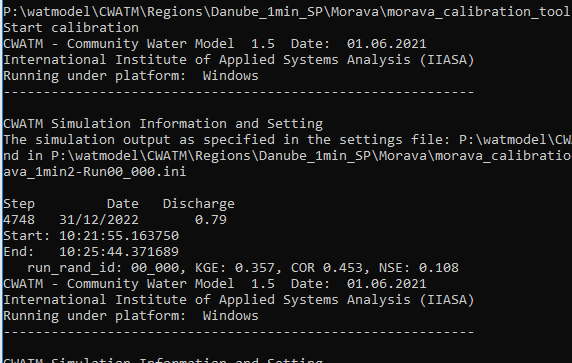 P:\watmodel\CWATM\Regions\Danube_1min_SP\Morava\morava_calibration_tool
Start calibration
CWATM - Community Water Model  1.5  Date:  01.06.2021
International Institute of Applied Systems Analysis (IIASA)
Running under platform:  Windows
-----------------------------------------------------------
CWATM Simulation Information and Setting
The simulation output as specified in the settings file: P:\watmodel\CW
nd in P:\watmodel\CWATM\Regions\Danube_1min_SP\Morava\morava_calibratio
ava_1min2-Run00_000.ini
Step         Date   Discharge
4748   31/12/2022       0.79
Start: 10:21:55.163750
End:   10:25:44.371689
   run_rand_id: 00_000, KGE: 0.357, COR 0.453, NSE: 0.108
CWATM - Community Water Model  1.5  Date:  01.06.2021
International Institute of Applied Systems Analysis (IIASA)
Running under platform:  Windows
-----------------------------------------------------------
CWATM Simulation Information and Setting